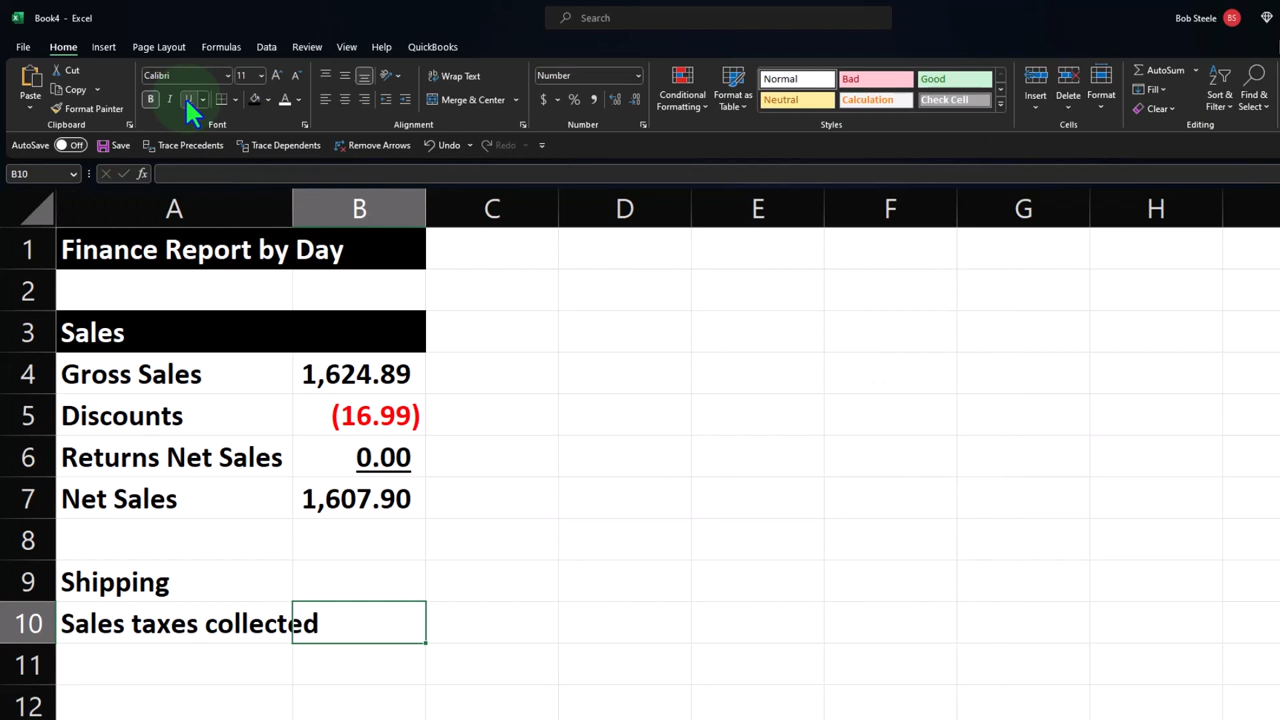 Book4 - Excel
Search
Bob Steele BS
File Home Insert Page Layout Formulas Data Review View Help QuickBooks
Paste
Cut
Copy
Format Painter
Clipboard
Calibri 11
B I U
Font
Wrap Text
Merge & Center
Alignment
Number
$ % ,
Number
Conditional Formatting
Format as Table
Normal Bad Good
Neutral Calculation Check Cell
Styles
Insert Delete Format
Cells
AutoSum
Fill
Clear
Sort & Filter
Find & Select
Editing
AutoSave Off Save Trace Precedents Trace Dependents Remove Arrows Undo Redo
B10 fx
A B C D E F G H
1 Finance Report by Day
2
3 Sales
4 Gross Sales 1,624.89
5 Discounts (16.99)
6 Returns Net Sales 0.00
7 Net Sales 1,607.90
8
9 Shipping
10 Sales taxes collected
11
12